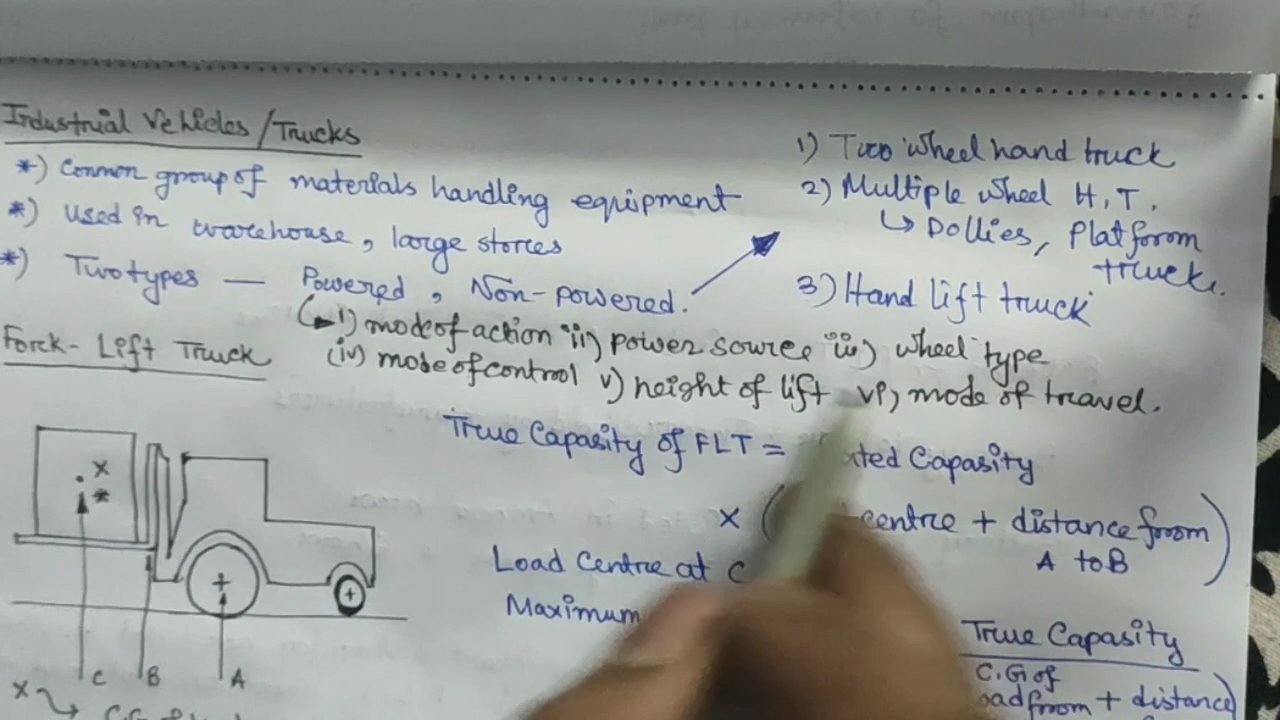 Industrial Vehicles/Trucks
*) Common group of materials handling equipment
*) Used in warehouse, large stores
*) Two types — Powered, Non-powered.
1) Two wheel hand truck
2) Multiple wheel H.T.
↳ Dollies, Platform
truck.
3) Hand lift truck
(i) mode of action ii) power source iii) wheel type
(iv) mode of control v) height of lift vi) mode of travel.
Fork-Lift Truck
True Capasity of FLT = Capasity
x ( centre + distance from
A to B )
Load Centre at C
Maximum
True Capasity
C.G of
from + distance
x
*
+
+
C B A
x